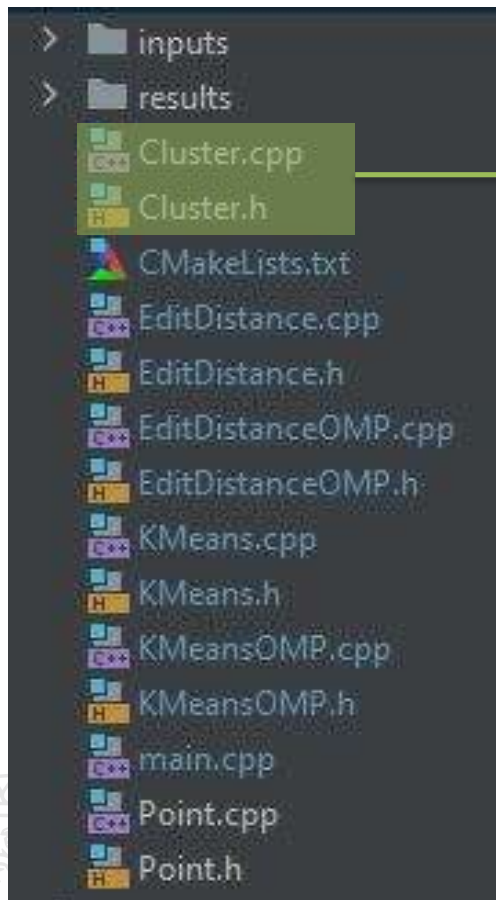 inputs
results
Cluster.cpp
Cluster.h
CMakeLists.txt
EditDistance.cpp
EditDistance.h
EditDistanceOMP.cpp
EditDistanceOMP.h
KMeans.cpp
KMeans.h
KMeansOMP.cpp
KMeansOMP.h
main.cpp
Point.cpp
Point.h